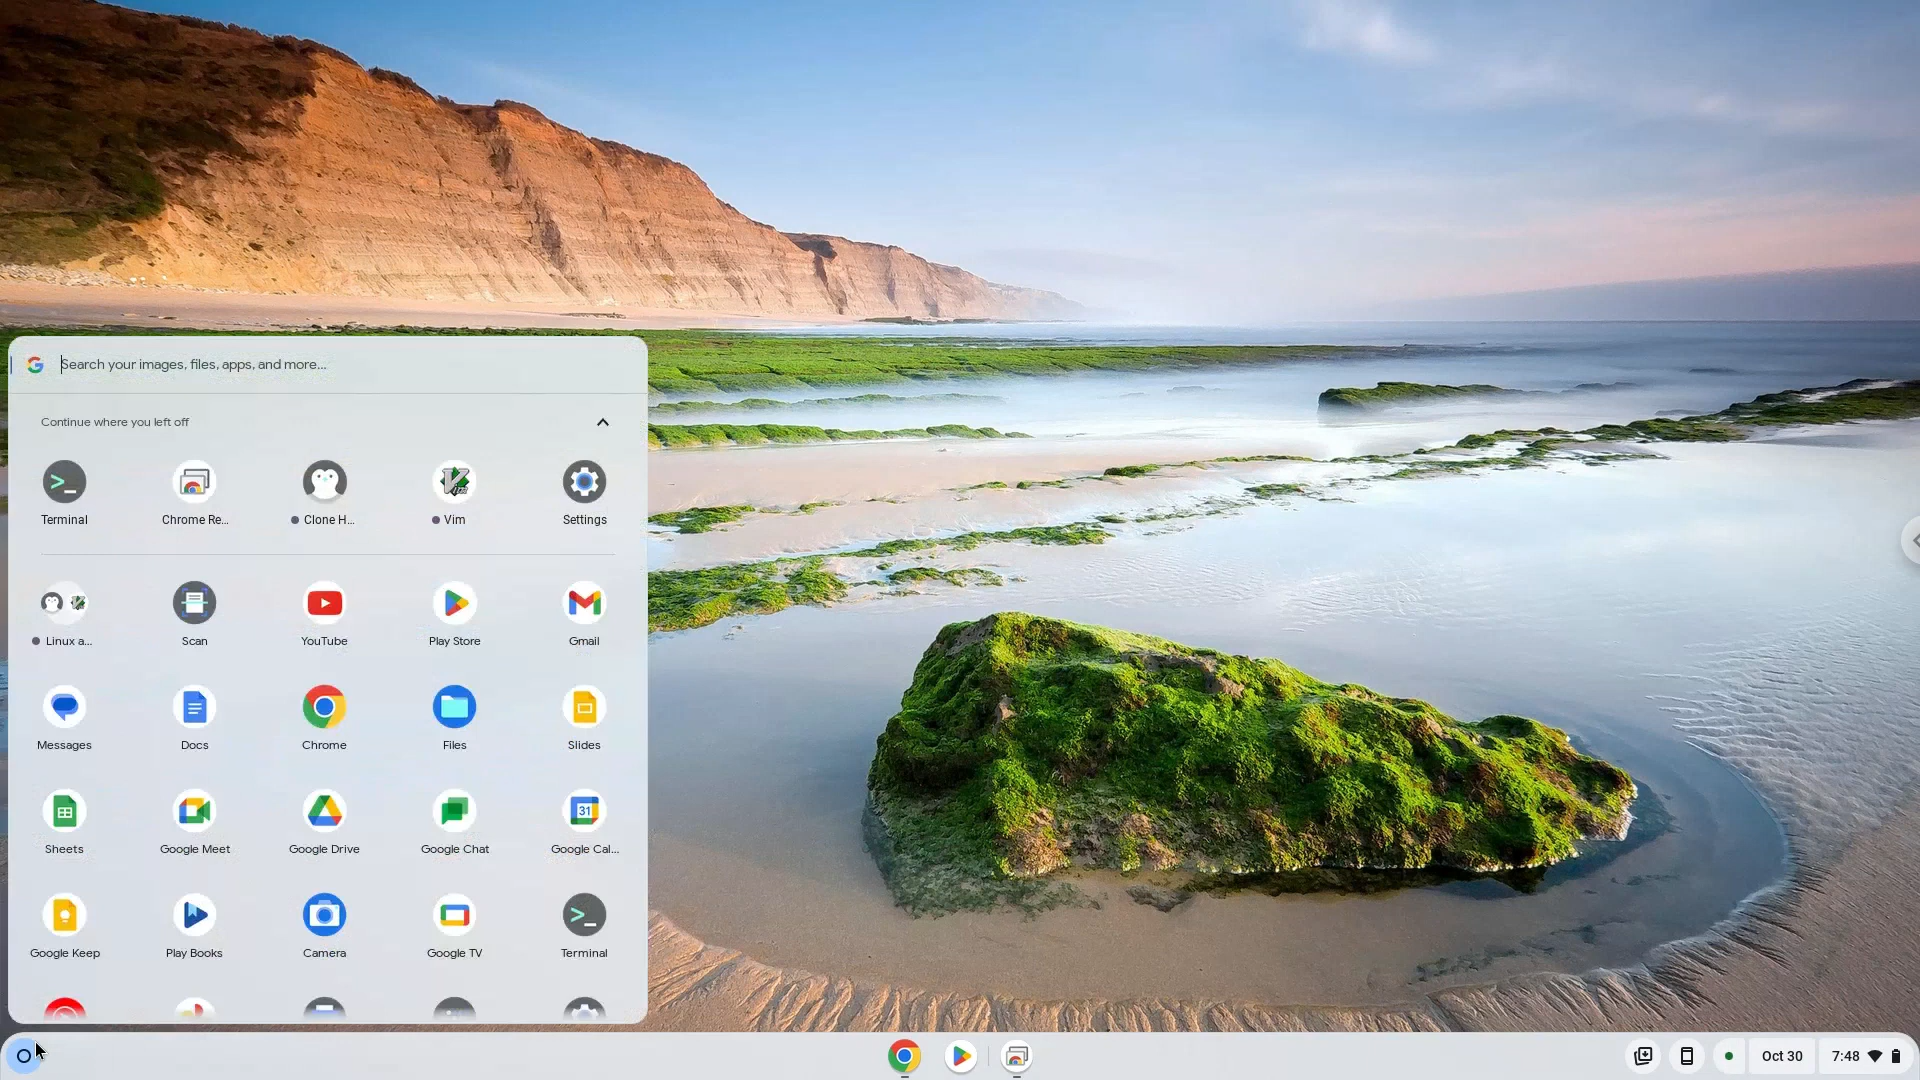 Search your images, files, apps, and more...
Continue where you left off
Terminal
Chrome Re...
Clone H...
Vim
Settings
Linux a...
Scan
YouTube
Play Store
Gmail
Messages
Docs
Chrome
Files
Slides
Sheets
Google Meet
Google Drive
Google Chat
31
Google Cal...
Google Keep
Play Books
Camera
Google TV
Terminal
Oct 30
7:48